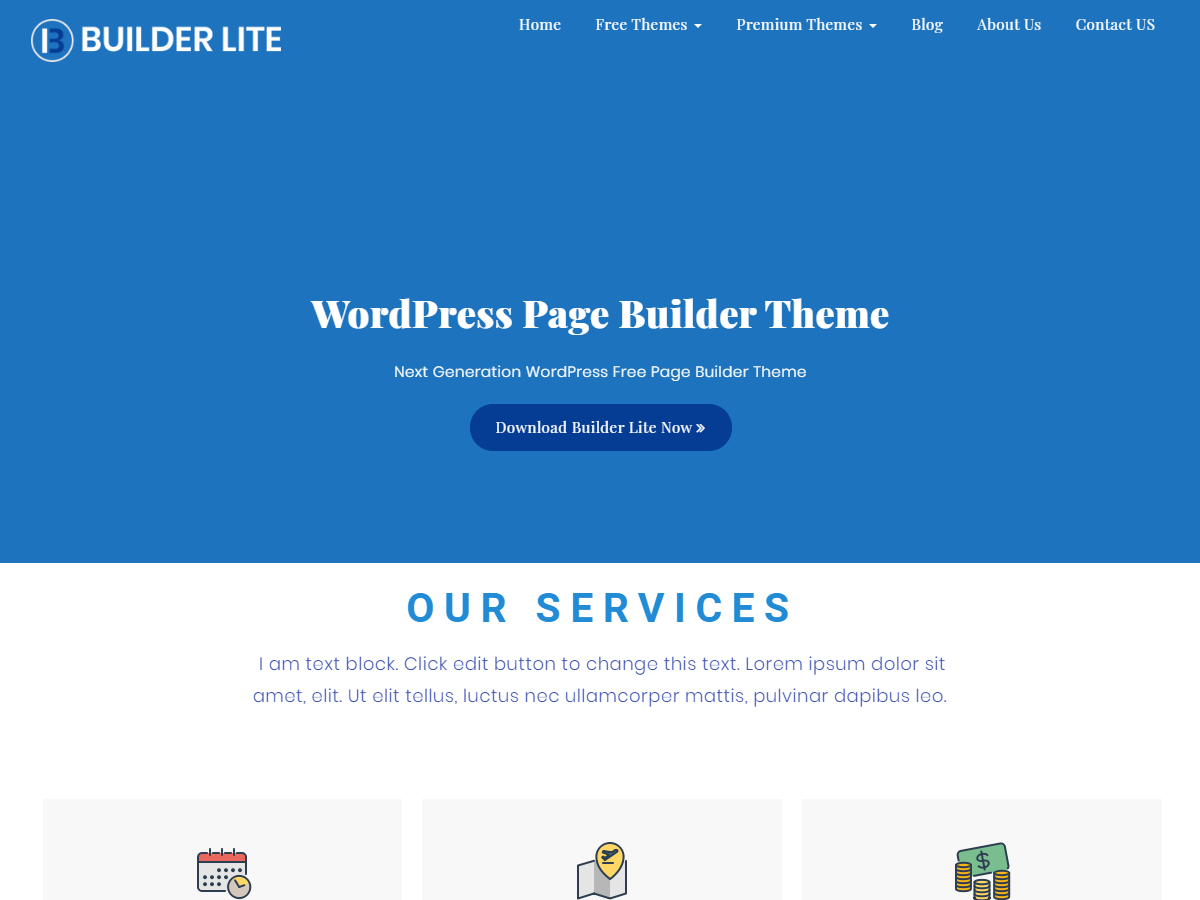 BUILDER LITE
Home Free Themes Premium Themes Blog About Us Contact US
WordPress Page Builder Theme
Next Generation WordPress Free Page Builder Theme
Download Builder Lite Now »
OUR SERVICES
I am text block. Click edit button to change this text. Lorem ipsum dolor sit
amet, elit. Ut elit tellus, luctus nec ullamcorper mattis, pulvinar dapibus leo.